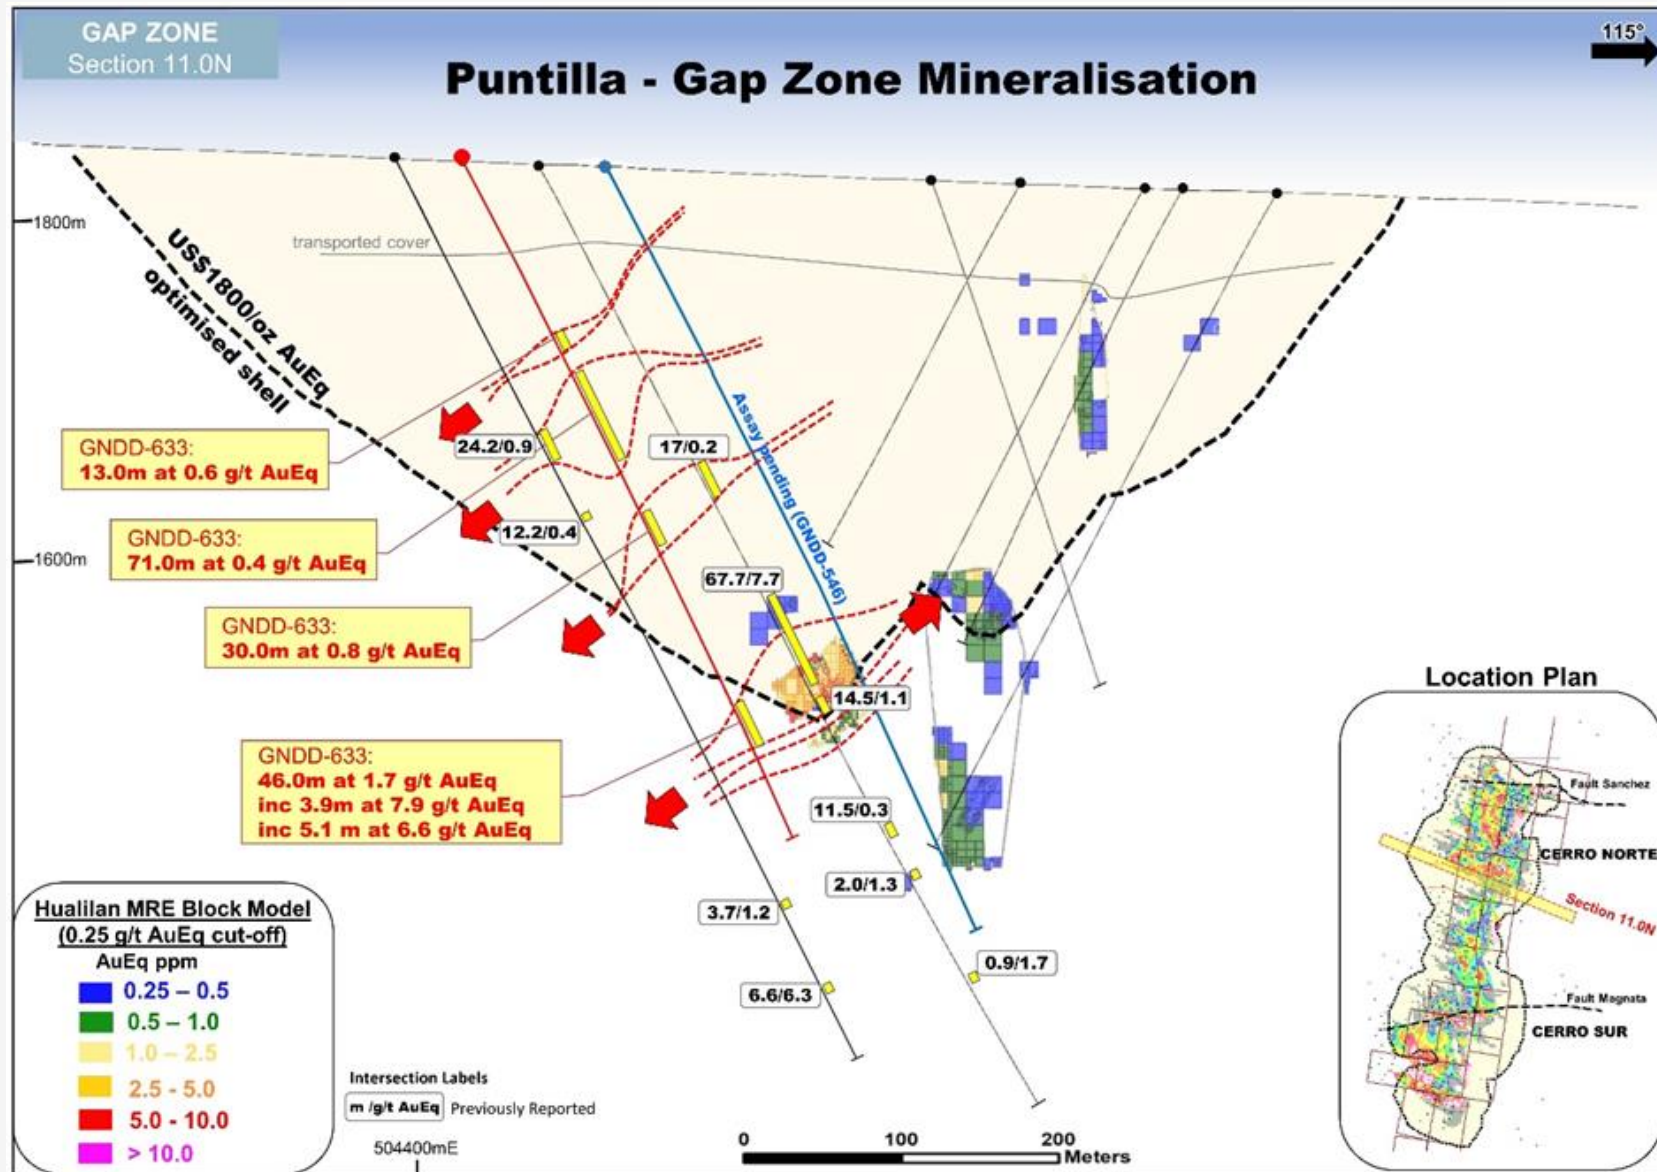 GAP ZONE
Section 11.0N
Puntilla - Gap Zone Mineralisation
115°
1800m
transported cover
US$1800/oz AuEq
optimised shell
Assay pending (GNDD-546)
24.2/0.9
17/0.2
GNDD-633:
13.0m at 0.6 g/t AuEq
12.2/0.4
GNDD-633:
71.0m at 0.4 g/t AuEq
1600m
67.7/7.7
GNDD-633:
30.0m at 0.8 g/t AuEq
14.5/1.1
GNDD-633:
46.0m at 1.7 g/t AuEq
inc 3.9m at 7.9 g/t AuEq
inc 5.1 m at 6.6 g/t AuEq
11.5/0.3
2.0/1.3
3.7/1.2
0.9/1.7
6.6/6.3
Location Plan
Fault Sanchez
CERRO NORTE
Section 11.0N
Fault Magnata
CERRO SUR
Hualilan MRE Block Model
(0.25 g/t AuEq cut-off)
AuEq ppm
0.25 – 0.5
0.5 – 1.0
1.0 – 2.5
2.5 - 5.0
5.0 - 10.0
> 10.0
Intersection Labels
m /g/t AuEq Previously Reported
504400mE
0 100 200
Meters